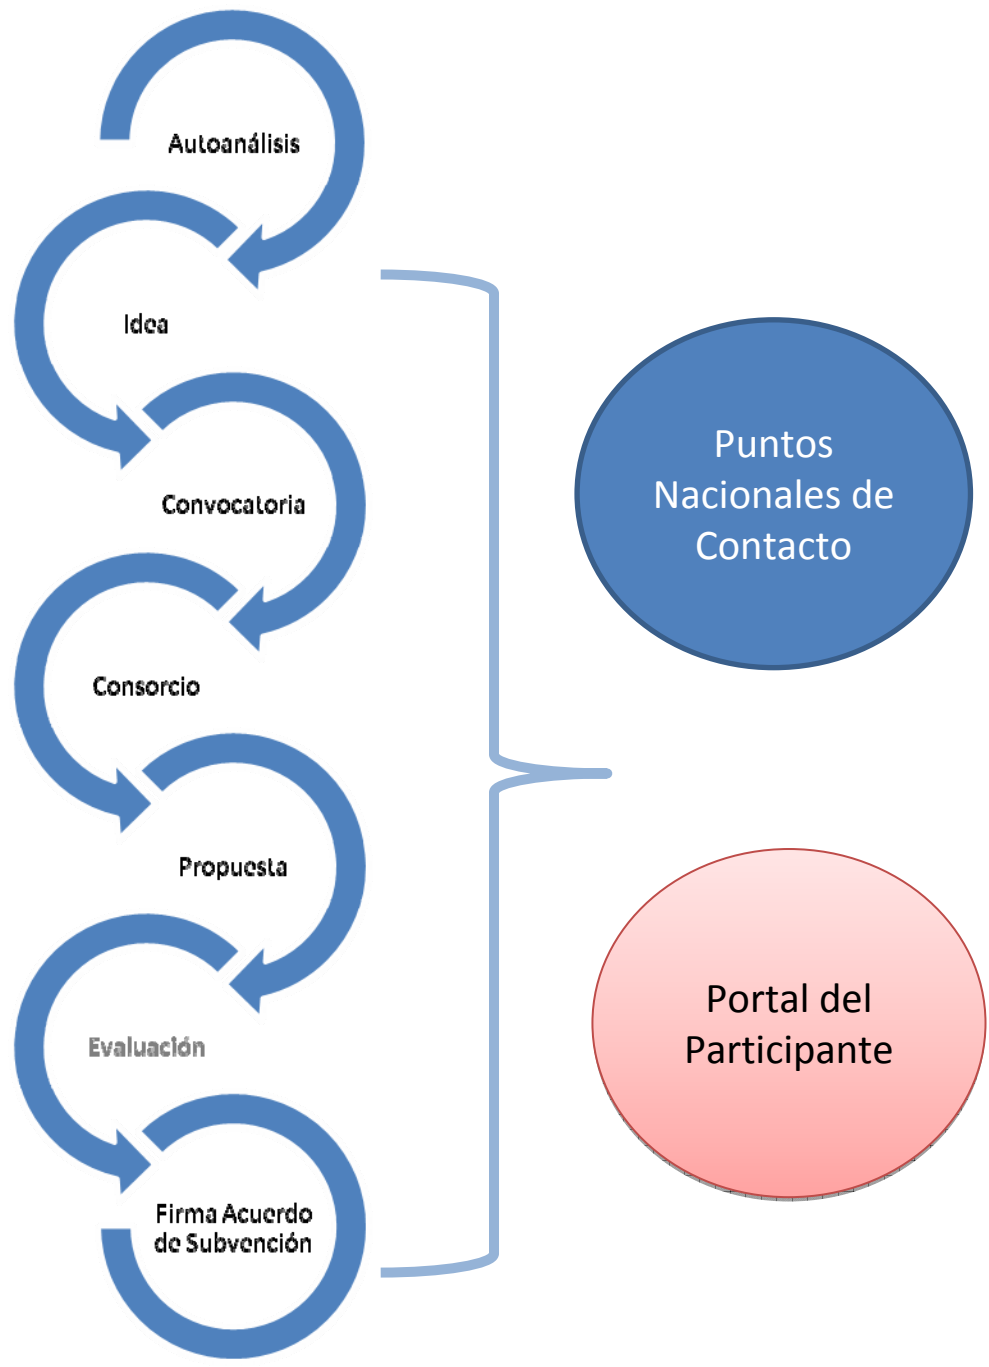 Autoanálisis
Idea
Convocatoria
Consorcio
Propuesta
Evaluación
Firma Acuerdo
de Subvención
Puntos
Nacionales de
Contacto
Portal del
Participante